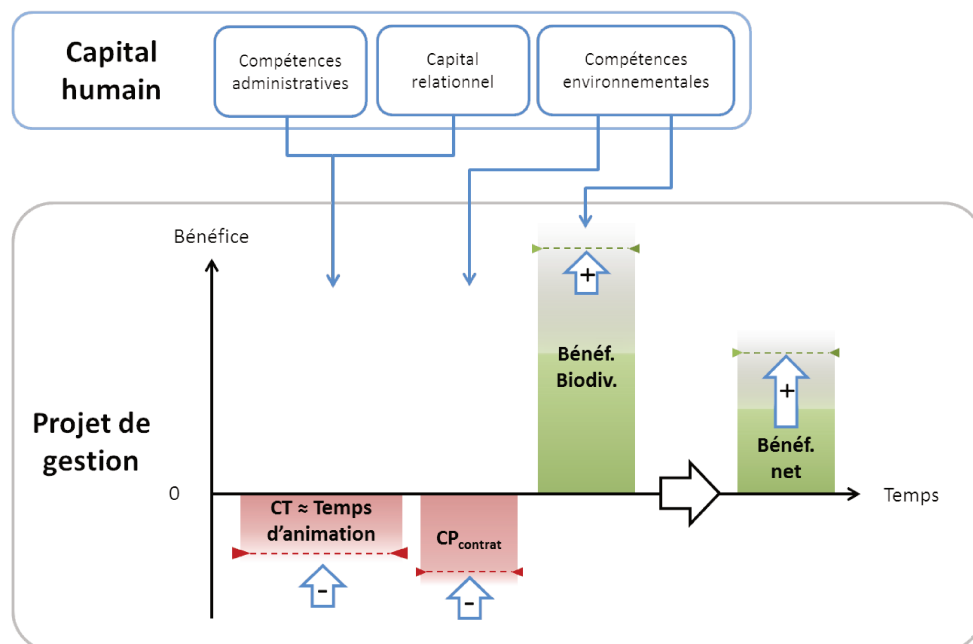 Capital
humain
Compétences
administratives
Capital
relationnel
Compétences
environnementales
Bénéfice
+
Bénéf.
Biodiv.
+
Bénéf.
net
Projet de
gestion
0
Temps
CT ≈ Temps
d’animation
CPcontrat
-
-